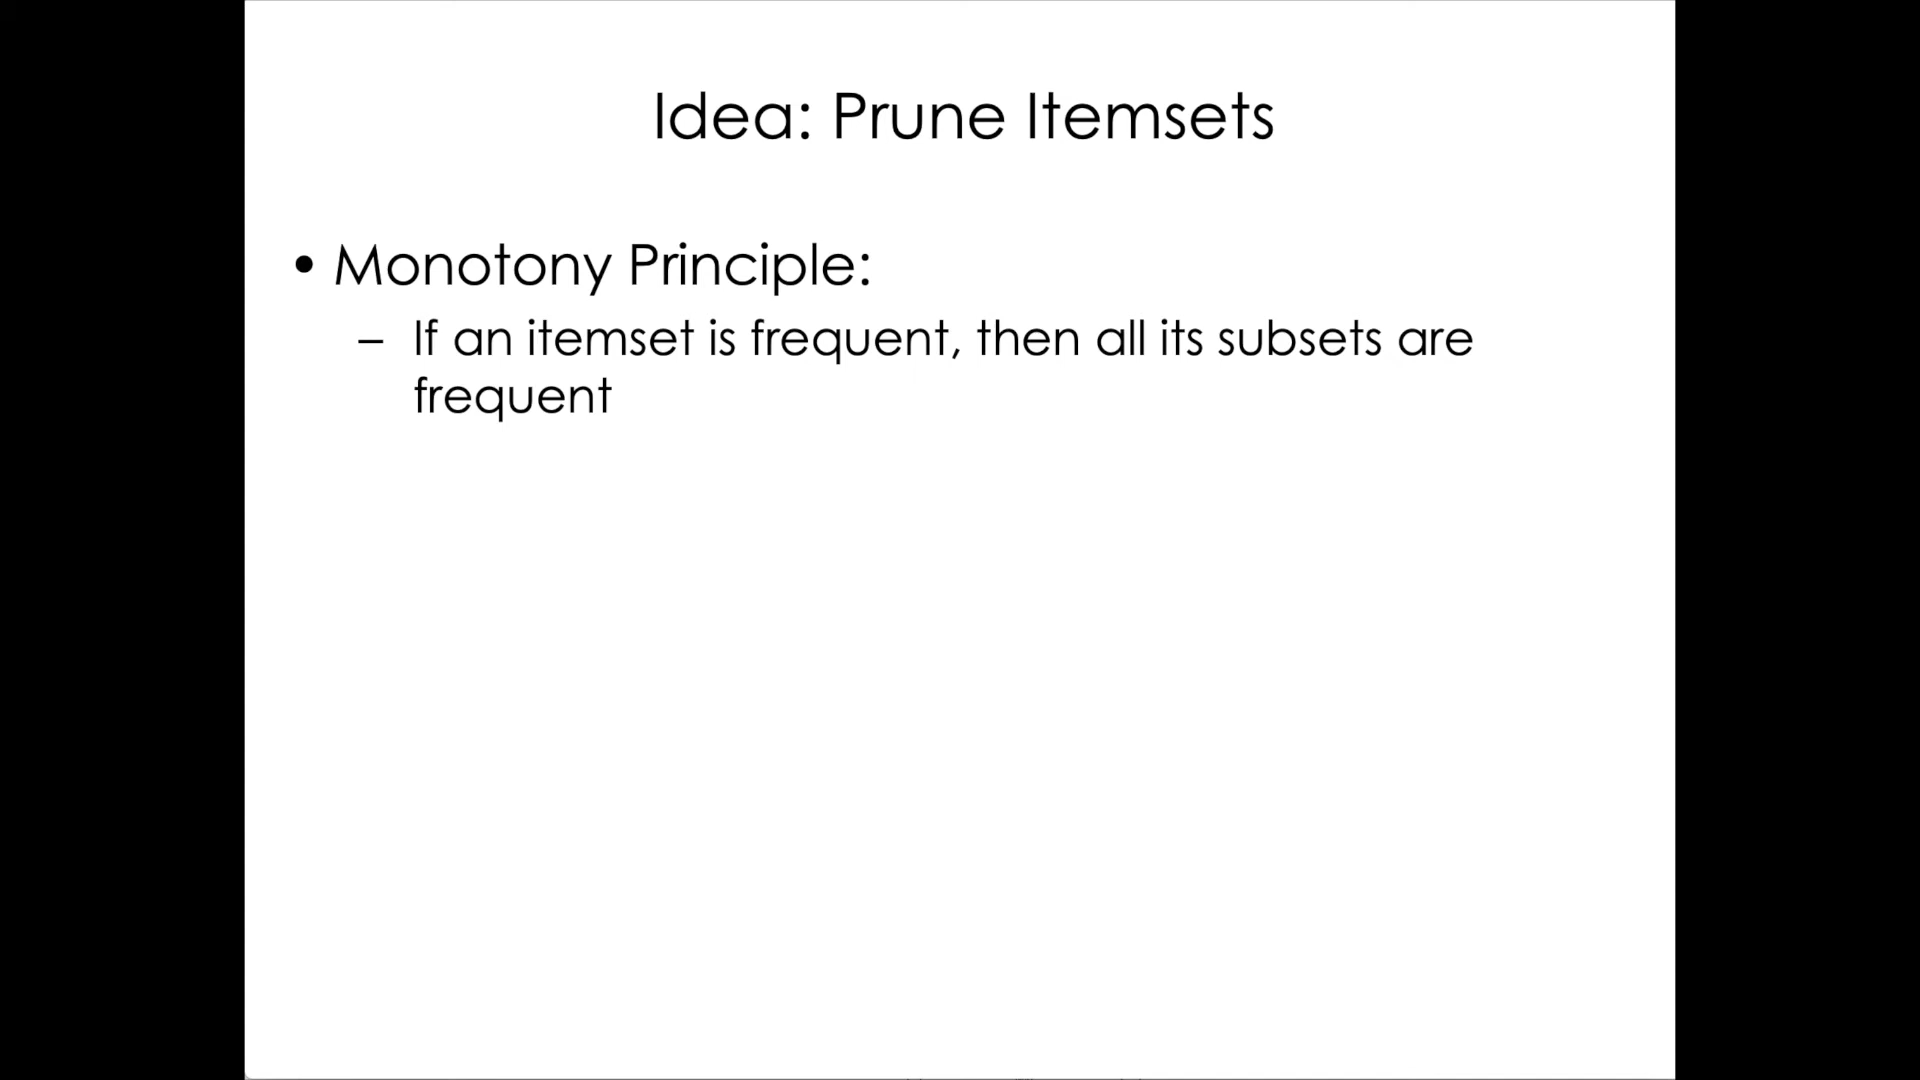 Idea: Prune Itemsets
• Monotony Principle:
– If an itemset is frequent, then all its subsets are
frequent